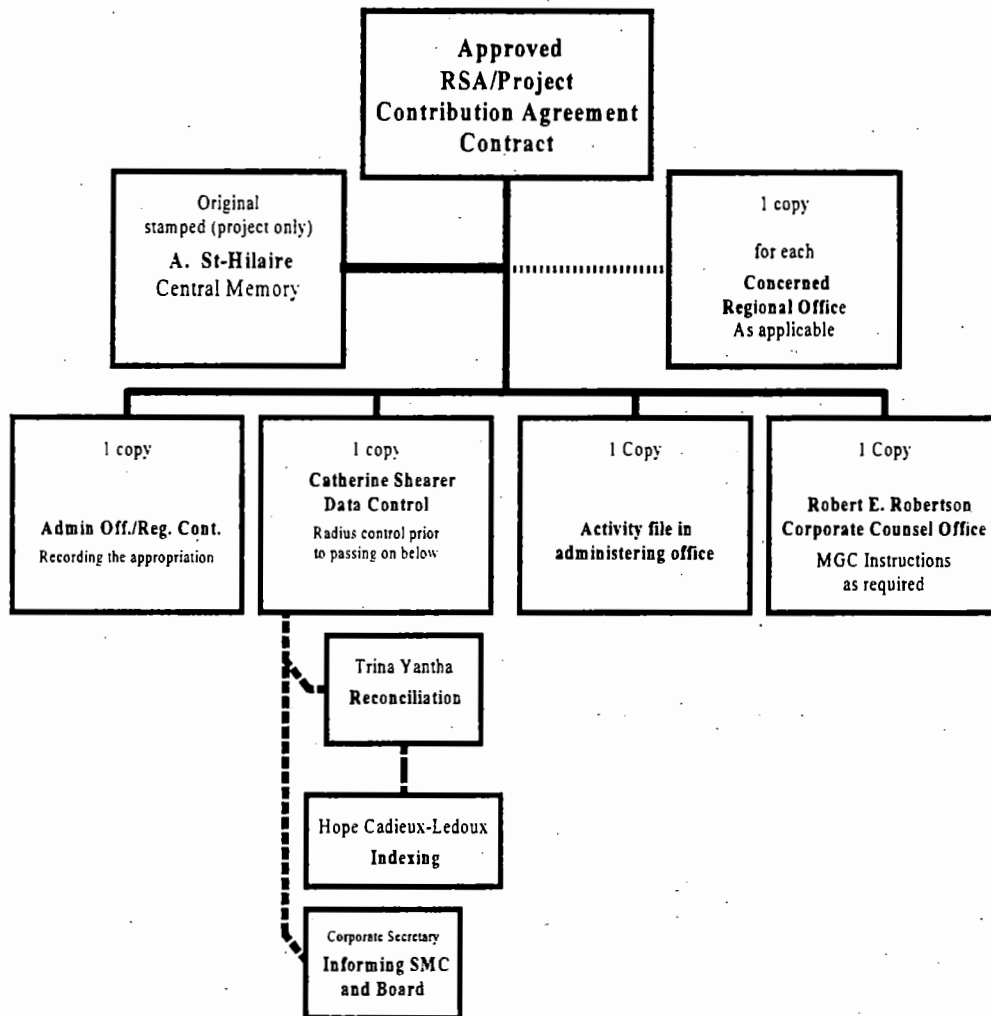 Approved
RSA/Project
Contribution Agreement
Contract
Original
stamped (project only)
A. St-Hilaire
Central Memory
1 copy
for each
Concerned
Regional Office
As applicable
1 copy
Admin Off./Reg. Cont.
Recording the appropriation
1 copy
Catherine Shearer
Data Control
Radius control prior
to passing on below
1 Copy
Activity file in
administering office
1 Copy
Robert E. Robertson
Corporate Counsel Office
MGC Instructions
as required
Trina Yantha
Reconciliation
Hope Cadieux-Ledoux
Indexing
Corporate Secretary
Informing SMC
and Board